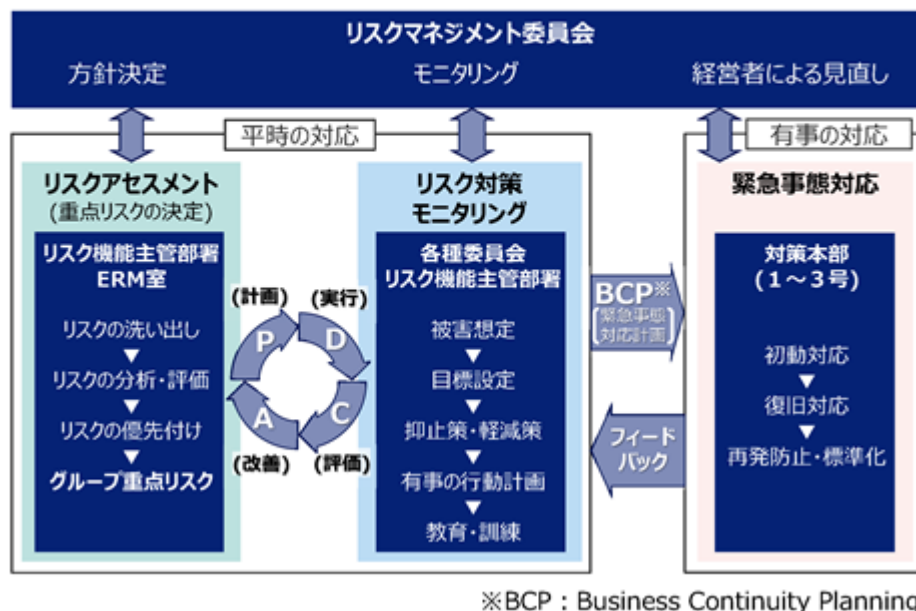 リスクマネジメント委員会
方針決定
モニタリング
経営者による見直し
平時の対応
有事の対応
リスクアセスメント
(重点リスクの決定)
リスク機能主管部署
ERM室
リスクの洗い出し
▼
リスクの分析・評価
▼
リスクの優先付け
▼
グループ重点リスク
(計画)
(実行)
P
D
A
C
(改善)
(評価)
リスク対策
モニタリング
各種委員会
リスク機能主管部署
被害想定
▼
目標設定
▼
抑止策・軽減策
▼
有事の行動計画
▼
教育・訓練
BCP※
[緊急事態
対応計画]
フィード
バック
緊急事態対応
対策本部
(1~3号)
初動対応
▼
復旧対応
▼
再発防止・標準化
※BCP : Business Continuity Planning